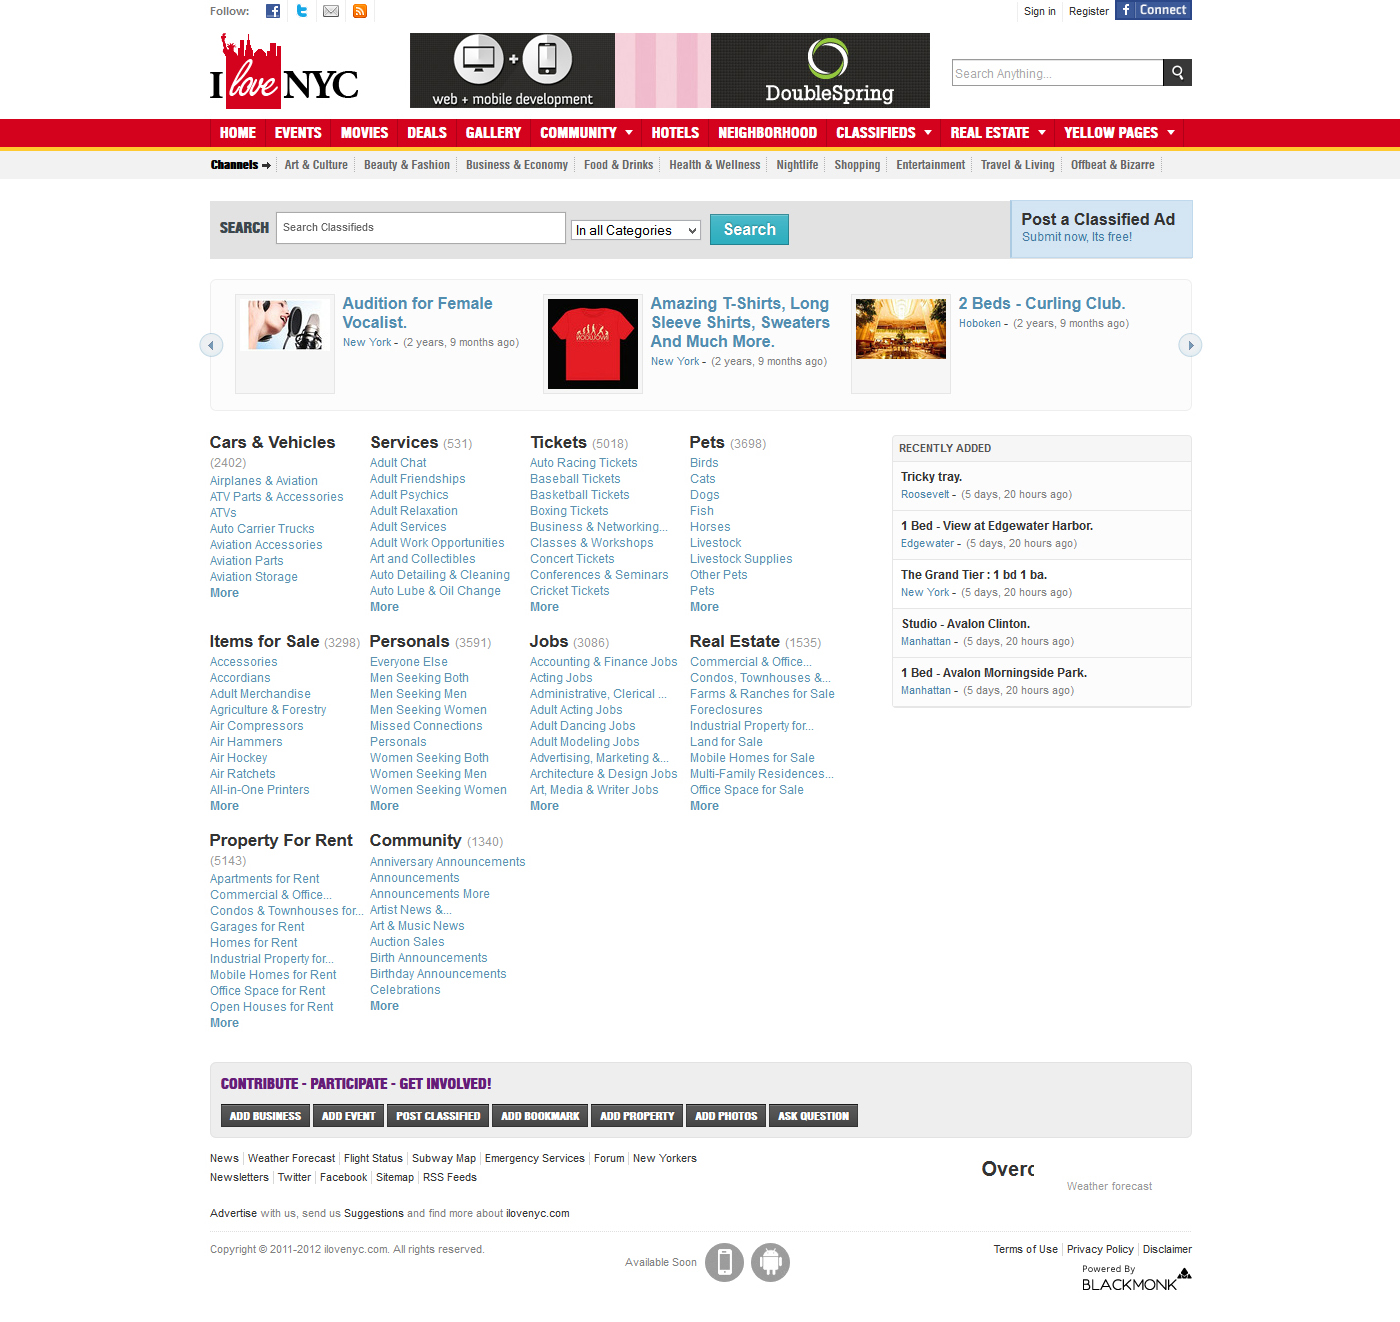 Follow:
Sign in Register Connect
I love NYC
web + mobile development
DoubleSpring
Search Anything...
HOME EVENTS MOVIES DEALS GALLERY COMMUNITY HOTELS NEIGHBORHOOD CLASSIFIEDS REAL ESTATE YELLOW PAGES
Channels Art & Culture Beauty & Fashion Business & Economy Food & Drinks Health & Wellness Nightlife Shopping Entertainment Travel & Living Offbeat & Bizarre
SEARCH Search Classifieds In all Categories Search
Post a Classified Ad
Submit now, Its free!
Audition for Female
Vocalist.
New York - (2 years, 9 months ago)
Amazing T-Shirts, Long
Sleeve Shirts, Sweaters
And Much More.
New York - (2 years, 9 months ago)
2 Beds - Curling Club.
Hoboken - (2 years, 9 months ago)
Cars & Vehicles
(2402)
Airplanes & Aviation
ATV Parts & Accessories
ATVs
Auto Carrier Trucks
Aviation Accessories
Aviation Parts
Aviation Storage
More
Services (531)
Adult Chat
Adult Friendships
Adult Psychics
Adult Relaxation
Adult Services
Adult Work Opportunities
Art and Collectibles
Auto Detailing & Cleaning
Auto Lube & Oil Change
More
Tickets (5018)
Auto Racing Tickets
Baseball Tickets
Basketball Tickets
Boxing Tickets
Business & Networking...
Classes & Workshops
Concert Tickets
Conferences & Seminars
Cricket Tickets
More
Pets (3698)
Birds
Cats
Dogs
Fish
Horses
Livestock
Livestock Supplies
Other Pets
Pets
More
RECENTLY ADDED
Tricky tray.
Roosevelt - (5 days, 20 hours ago)
1 Bed - View at Edgewater Harbor.
Edgewater - (5 days, 20 hours ago)
The Grand Tier : 1 bd 1 ba.
New York - (5 days, 20 hours ago)
Studio - Avalon Clinton.
Manhattan - (5 days, 20 hours ago)
1 Bed - Avalon Morningside Park.
Manhattan - (5 days, 20 hours ago)
Items for Sale (3298)
Accessories
Accordians
Adult Merchandise
Agriculture & Forestry
Air Compressors
Air Hammers
Air Hockey
Air Ratchets
All-in-One Printers
More
Personals (3591)
Everyone Else
Men Seeking Both
Men Seeking Men
Men Seeking Women
Missed Connections
Personals
Women Seeking Both
Women Seeking Men
Women Seeking Women
More
Jobs (3086)
Accounting & Finance Jobs
Acting Jobs
Administrative, Clerical ...
Adult Acting Jobs
Adult Dancing Jobs
Adult Modeling Jobs
Advertising, Marketing &...
Architecture & Design Jobs
Art, Media & Writer Jobs
More
Real Estate (1535)
Commercial & Office...
Condos, Townhouses &...
Farms & Ranches for Sale
Foreclosures
Industrial Property for...
Land for Sale
Mobile Homes for Sale
Multi-Family Residences...
Office Space for Sale
More
Property For Rent
(5143)
Apartments for Rent
Commercial & Office...
Condos & Townhouses for...
Garages for Rent
Homes for Rent
Industrial Property for...
Mobile Homes for Rent
Office Space for Rent
Open Houses for Rent
More
Community (1340)
Anniversary Announcements
Announcements
Announcements More
Artist News &...
Art & Music News
Auction Sales
Birth Announcements
Birthday Announcements
Celebrations
More
CONTRIBUTE - PARTICIPATE - GET INVOLVED!
ADD BUSINESS ADD EVENT POST CLASSIFIED ADD BOOKMARK ADD PROPERTY ADD PHOTOS ASK QUESTION
News Weather Forecast Flight Status Subway Map Emergency Services Forum New Yorkers
Newsletters Twitter Facebook Sitemap RSS Feeds
Overc
Weather forecast
Advertise with us, send us Suggestions and find more about ilovenyc.com
Copyright © 2011-2012 ilovenyc.com. All rights reserved.
Available Soon
Terms of Use Privacy Policy Disclaimer
Powered By
BLACKMONK